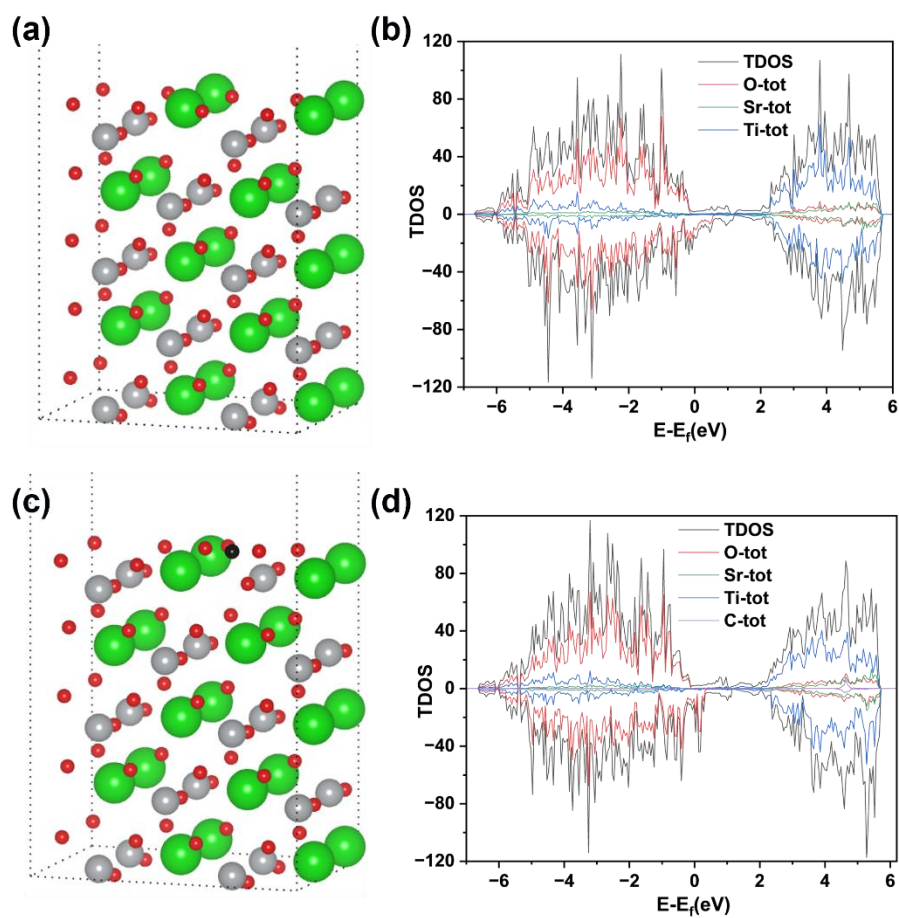 (a)
(b)
120
80
40
0
−40
−80
−120
TDOS
TDOS
O-tot
Sr-tot
Ti-tot
−6 −4 −2 0 2 4 6
E-Ef(eV)
(c)
(d)
120
80
40
0
−40
−80
−120
TDOS
TDOS
O-tot
Sr-tot
Ti-tot
C-tot
−6 −4 −2 0 2 4 6
E-Ef(eV)